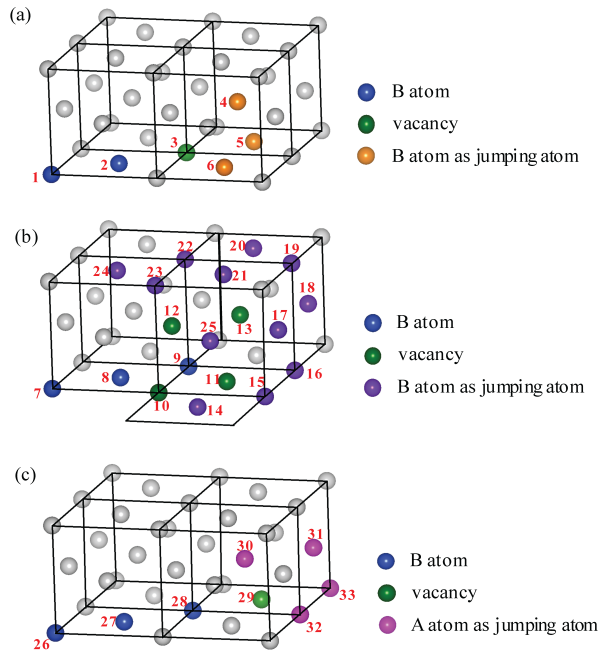 (a)
4
B atom
vacancy
3
5
B atom as jumping atom
2
6
1
(b)
22
20
19
24
23
21
18
12
13
17
25
B atom
9
vacancy
16
8
11
15
B atom as jumping atom
7
10
14
(c)
30
31
B atom
28
29
33
vacancy
27
32
A atom as jumping atom
26